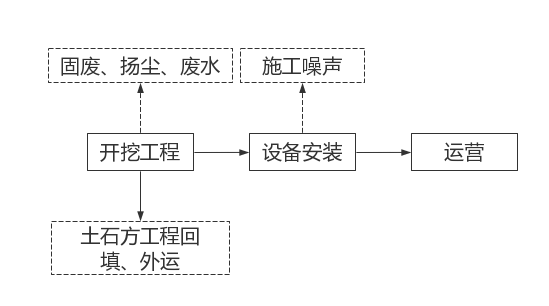 固废、扬尘、废水
施工噪声
开挖工程
设备安装
运营
土石方工程回
填、外运